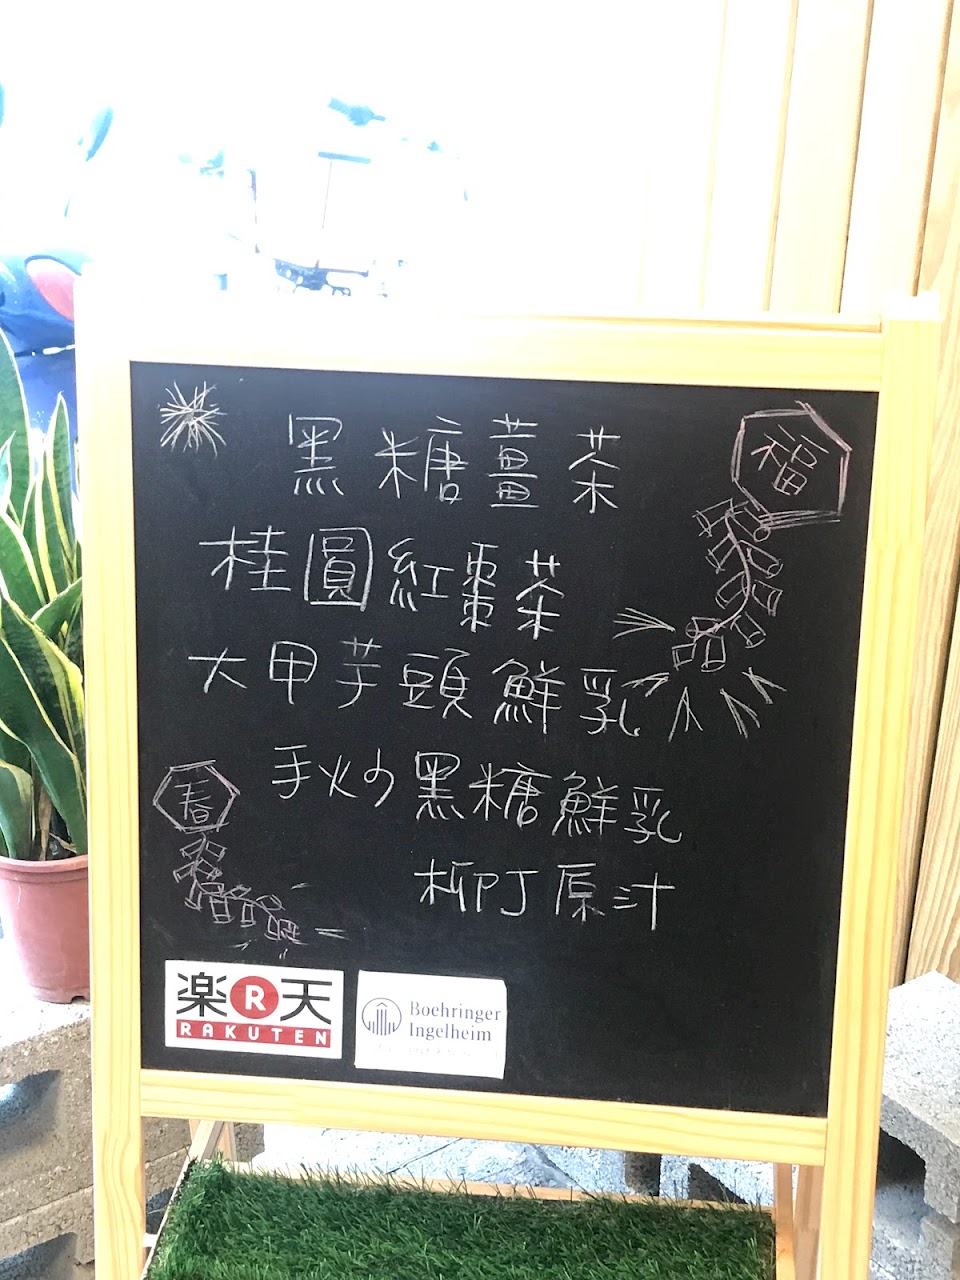 黑糖薑茶
福
桂圓紅棗茶
大甲芋頭鮮乳
手炒黑糖鮮乳
春
柳丁原汁
楽R天
RAKUTEN
Boehringer
Ingelheim